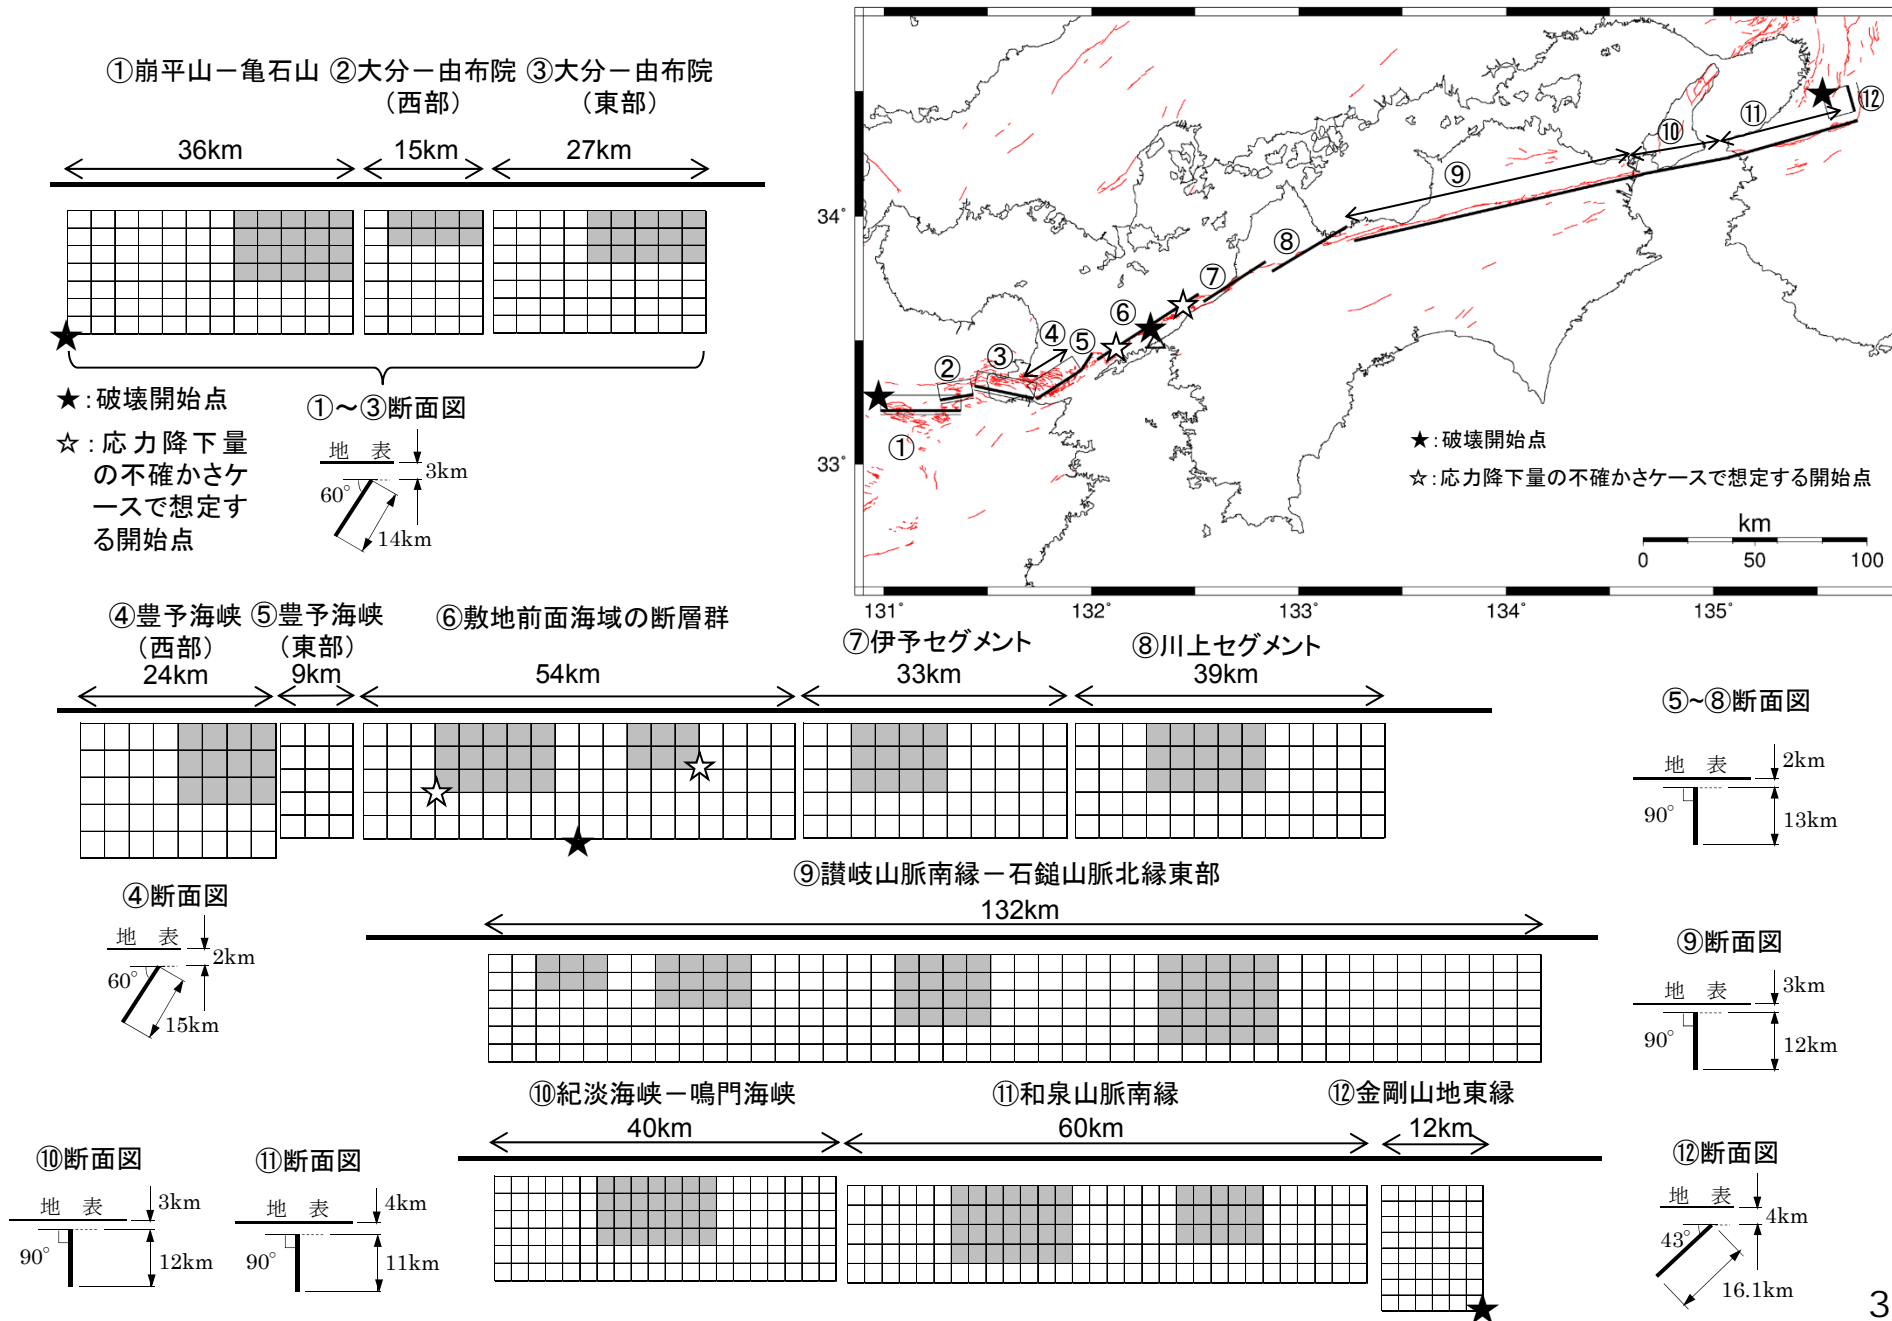 ①崩平山－亀石山 ②大分－由布院 ③大分－由布院
（西部） （東部）
36km 15km 27km
★：破壊開始点
☆：応力降下量
の不確かさケ
ースで想定す
る開始点
①～③断面図
地 表
3km
60°
14km
34°
33°
131° 132° 133° 134° 135°
① ② ③ ④ ⑤ ⑥ ⑦ ⑧ ⑨ ⑩ ⑪ ⑫
★：破壊開始点
☆：応力降下量の不確かさケースで想定する開始点
km
0 50 100
④豊予海峡 ⑤豊予海峡 ⑥敷地前面海域の断層群 ⑦伊予セグメント ⑧川上セグメント
（西部） （東部）
24km 9km 54km 33km 39km
⑤~⑧断面図
地 表
2km
90°
13km
④断面図
地 表
2km
60°
15km
⑨讃岐山脈南縁－石鎚山脈北縁東部
132km
⑨断面図
地 表
3km
90°
12km
⑩紀淡海峡－鳴門海峡 ⑪和泉山脈南縁 ⑫金剛山地東縁
40km 60km 12km
⑩断面図
地 表
3km
90°
12km
⑪断面図
地 表
4km
90°
11km
⑫断面図
地 表
4km
43°
16.1km
3